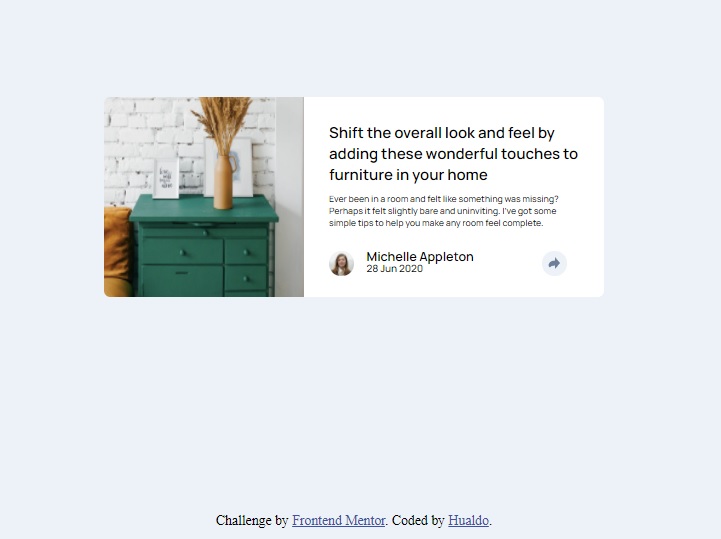 Shift the overall look and feel by
adding these wonderful touches to
furniture in your home
Ever been in a room and felt like something was missing?
Perhaps it felt slightly bare and uninviting. I've got some
simple tips to help you make any room feel complete.
Michelle Appleton
28 Jun 2020
Challenge by Frontend Mentor. Coded by Hualdo.